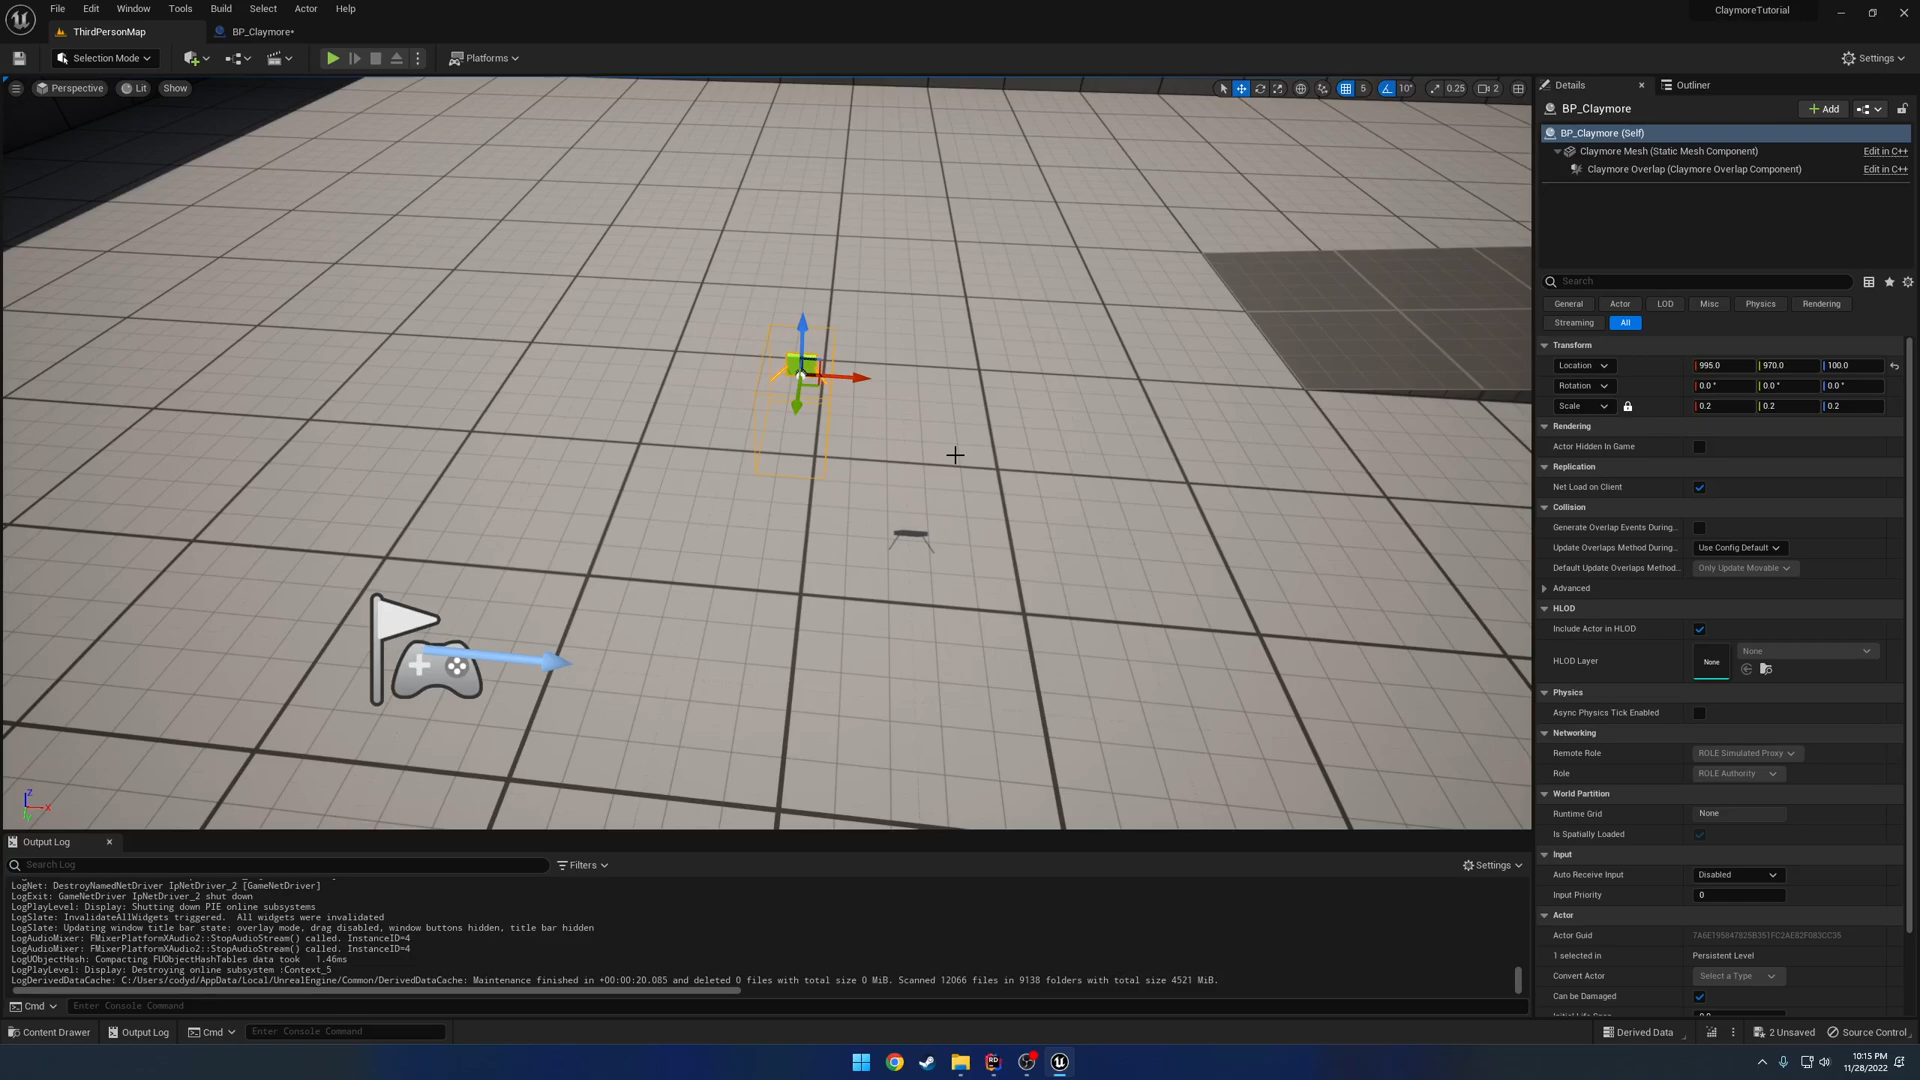 File Edit Window Tools Build Select Actor Help
ClaymoreTutorial
ThirdPersonMap
BP_Claymore•
Selection Mode
Platforms
Settings
Perspective Lit Show
5 10° 0.25 2
Details
Outliner
BP_Claymore
+ Add
BP_Claymore (Self)
Claymore Mesh (Static Mesh Component) Edit in C++
Claymore Overlap (Claymore Overlap Component) Edit in C++
Search
General Actor LOD Misc Physics Rendering
Streaming All
Transform
Location 995.0 970.0 100.0
Rotation 0.0 ° 0.0 ° 0.0 °
Scale 0.2 0.2 0.2
Rendering
Actor Hidden In Game
Replication
Net Load on Client
Collision
Generate Overlap Events During...
Update Overlaps Method During... Use Config Default
Default Update Overlaps Method... Only Update Movable
Advanced
HLOD
Include Actor in HLOD
HLOD Layer None None
Physics
Async Physics Tick Enabled
Networking
Remote Role ROLE Simulated Proxy
Role ROLE Authority
World Partition
Runtime Grid None
Is Spatially Loaded
Input
Auto Receive Input Disabled
Input Priority 0
Actor
Actor Guid 7A6E195847825B351FC2AEB2F083CC35
1 selected in Persistent Level
Convert Actor Select a Type
Can be Damaged
Z X
Output Log
Search Log
Filters
Settings
LogNet: DestroyNamedNetDriver IpNetDriver_2 [GameNetDriver]
LogExit: GameNetDriver IpNetDriver_2 shut down
LogPlayLevel: Display: Shutting down PIE online subsystems
LogSlate: InvalidateAllWidgets triggered. All widgets were invalidated
LogSlate: Updating window title bar state: overlay mode, drag disabled, window buttons hidden, title bar hidden
LogAudioMixer: FMixerPlatformXAudio2::StopAudioStream() called. InstanceID=4
LogAudioMixer: FMixerPlatformXAudio2::StopAudioStream() called. InstanceID=4
LogUObjectHash: Compacting FUObjectHashTables data took 1.46ms
LogPlayLevel: Display: Destroying online subsystem :Context_5
LogDerivedDataCache: C:/Users/codyd/AppData/Local/UnrealEngine/Common/DerivedDataCache: Maintenance finished in +00:00:20.085 and deleted 0 files with total size 0 MiB. Scanned 12066 files in 9138 folders with total size 4521 MiB.
Cmd Enter Console Command
Content Drawer Output Log Cmd Enter Console Command
Derived Data 2 Unsaved Source Control
10:15 PM
11/28/2022